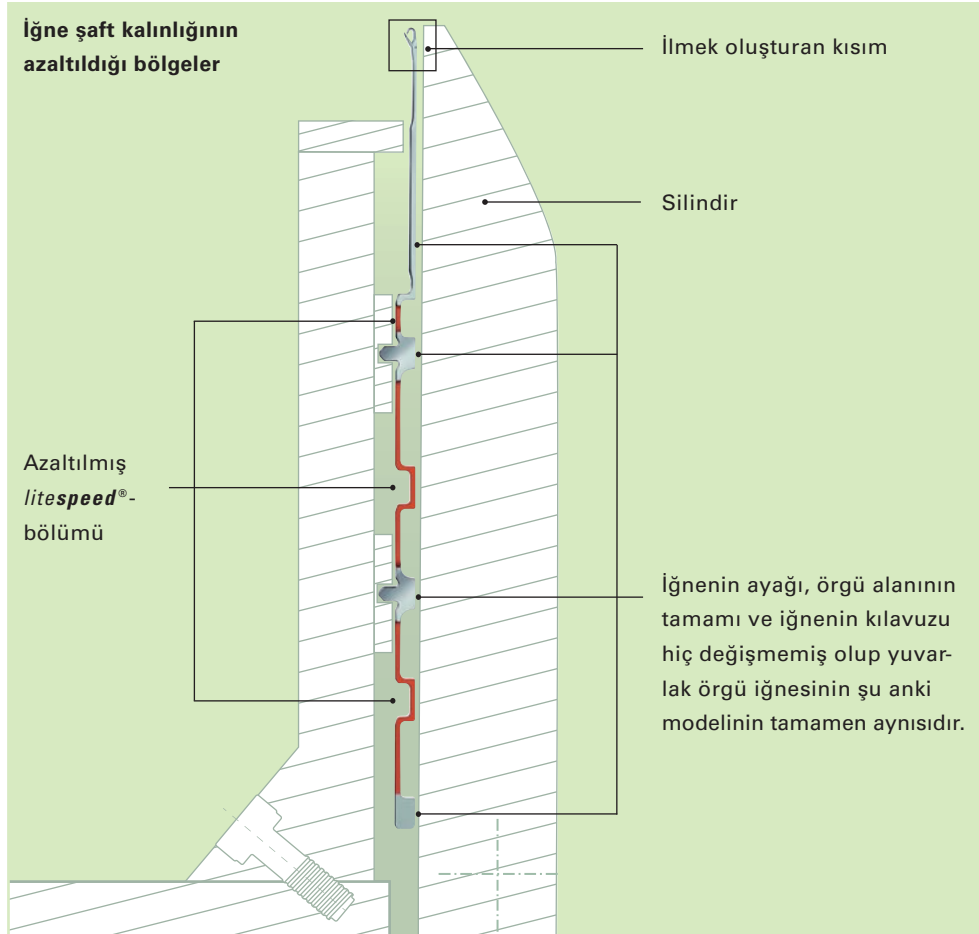 İğne şaft kalınlığının
azaltıldığı bölgeler
İlmek oluşturan kısım
Silindir
Azaltılmış
litespeed®-
bölümü
İğnenin ayağı, örgü alanının
tamamı ve iğnenin kılavuzu
hiç değişmemiş olup yuvar-
lak örgü iğnesinin şu anki
modelinin tamamen aynısıdır.